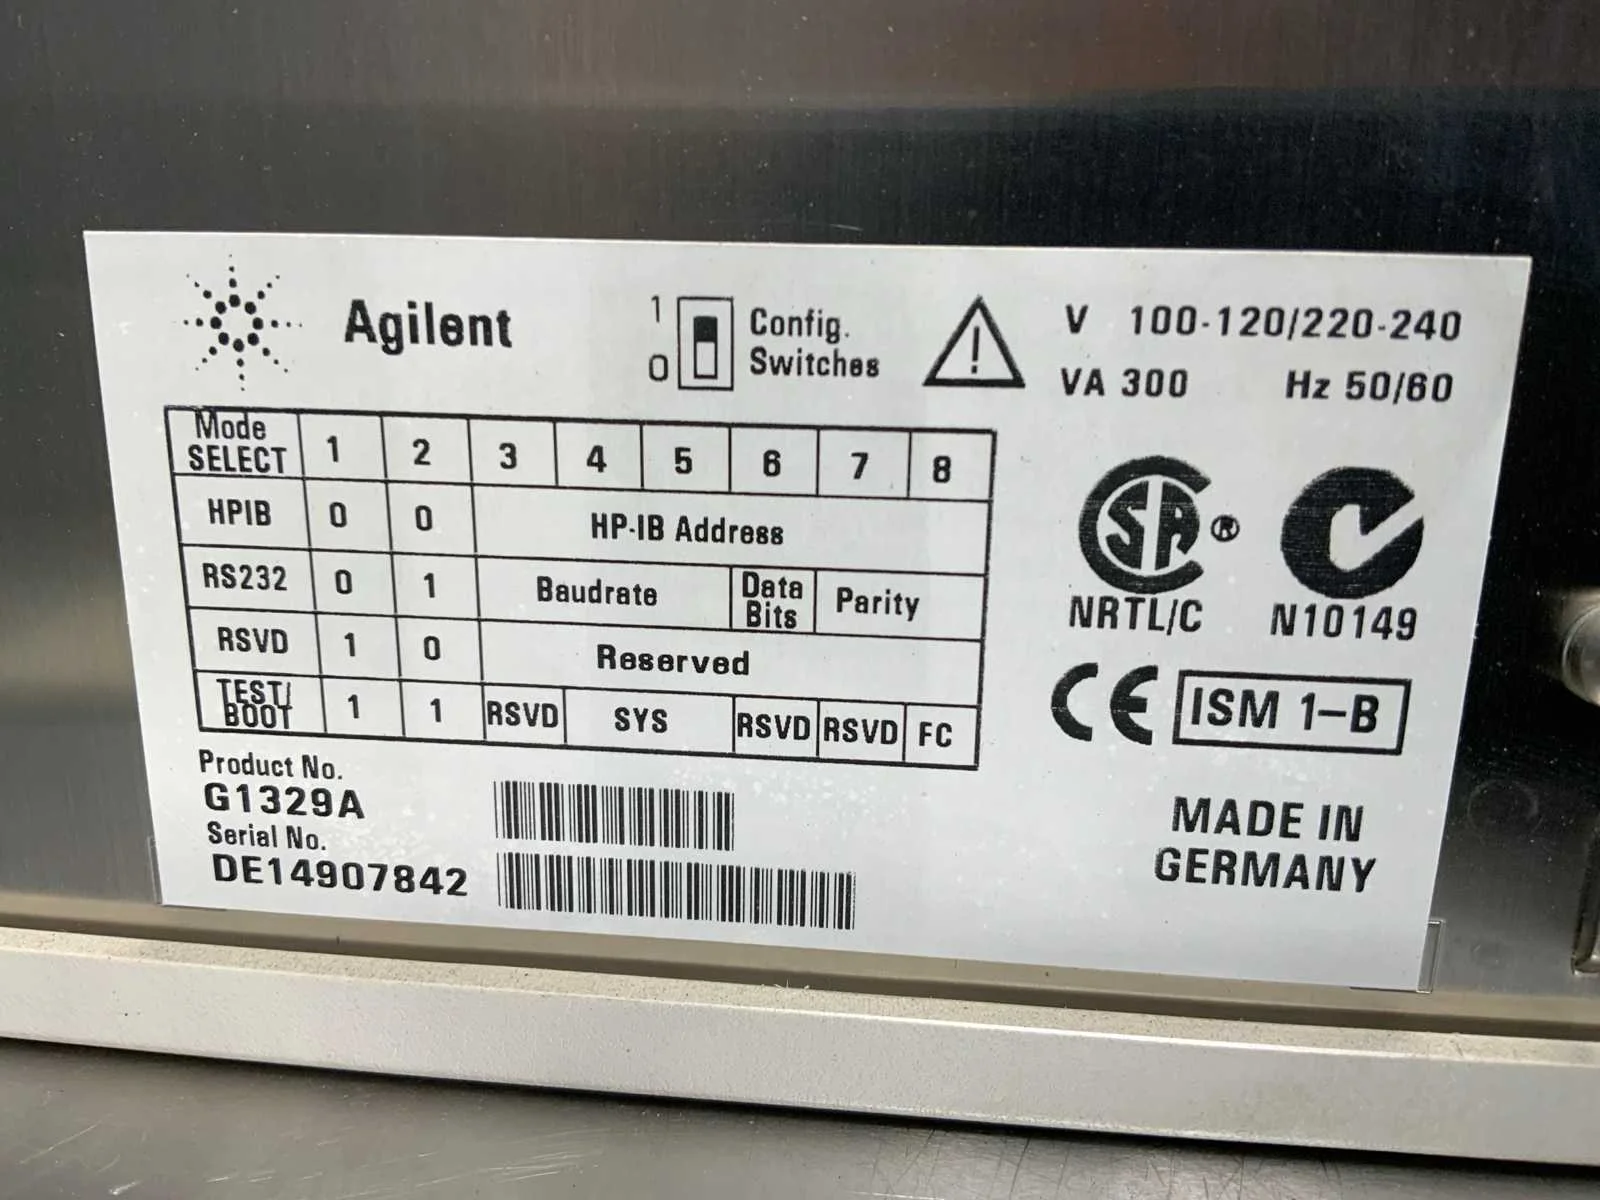 Agilent
1
0
Config.
Switches
V 100-120/220-240
VA 300 Hz 50/60
Mode
SELECT 1 2 3 4 5 6 7 8
HPIB 0 0 HP-IB Address
RS232 0 1 Baudrate Data Bits Parity
RSVD 1 0 Reserved
TEST/
BOOT 1 1 RSVD SYS RSVD RSVD FC
SA ®
NRTL/C
N10149
CE ISM 1-B
Product No.
G1329A
Serial No.
DE14907842
MADE IN
GERMANY